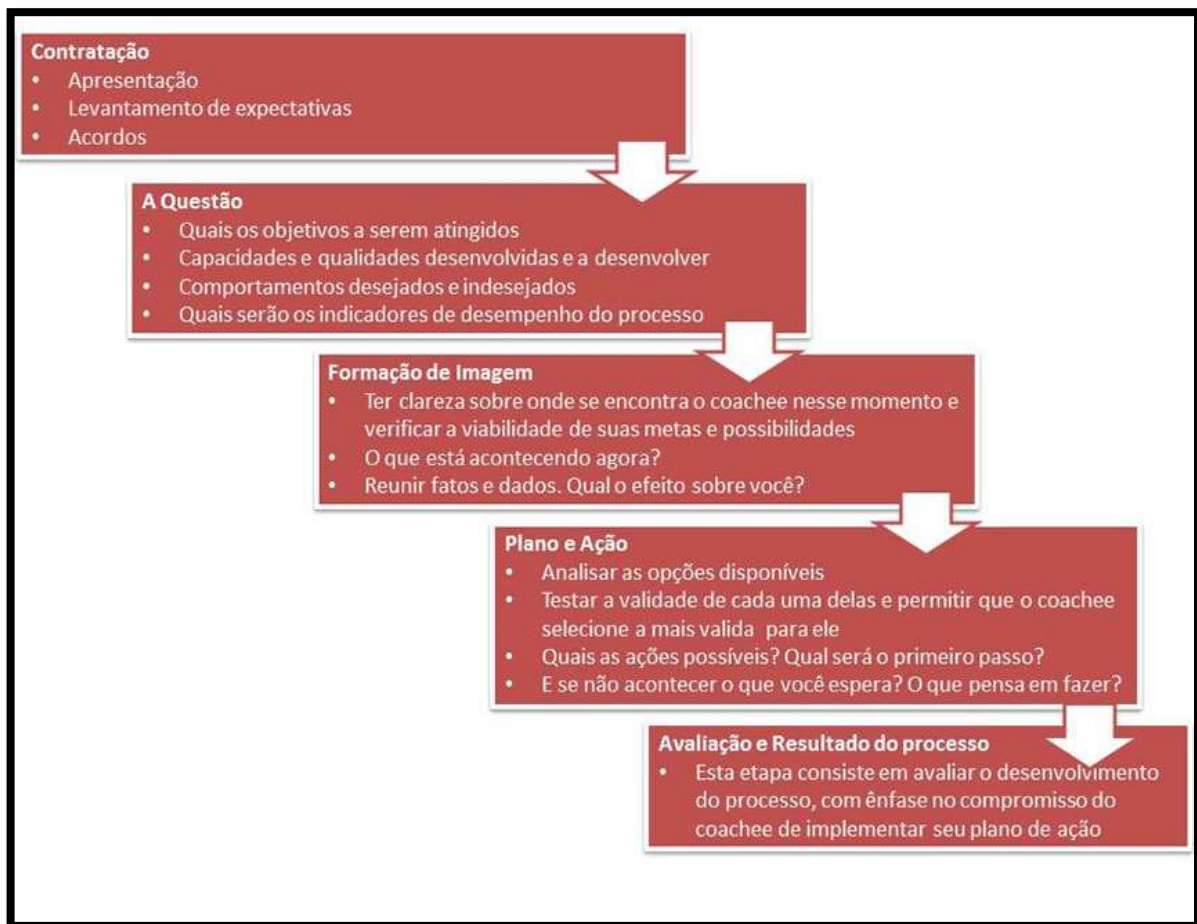 Contratação
• Apresentação
• Levantamento de expectativas
• Acordos
A Questão
• Quais os objetivos a serem atingidos
• Capacidades e qualidades desenvolvidas e a desenvolver
• Comportamentos desejados e indesejados
• Quais serão os indicadores de desempenho do processo
Formação de Imagem
• Ter clareza sobre onde se encontra o coachee nesse momento e
verificar a viabilidade de suas metas e possibilidades
• O que está acontecendo agora?
• Reunir fatos e dados. Qual o efeito sobre você?
Plano e Ação
• Analisar as opções disponíveis
• Testar a validade de cada uma delas e permitir que o coachee
selecione a mais valida para ele
• Quais as ações possíveis? Qual será o primeiro passo?
• E se não acontecer o que você espera? O que pensa em fazer?
Avaliação e Resultado do processo
• Esta etapa consiste em avaliar o desenvolvimento
do processo, com ênfase no compromisso do
coachee de implementar seu plano de ação